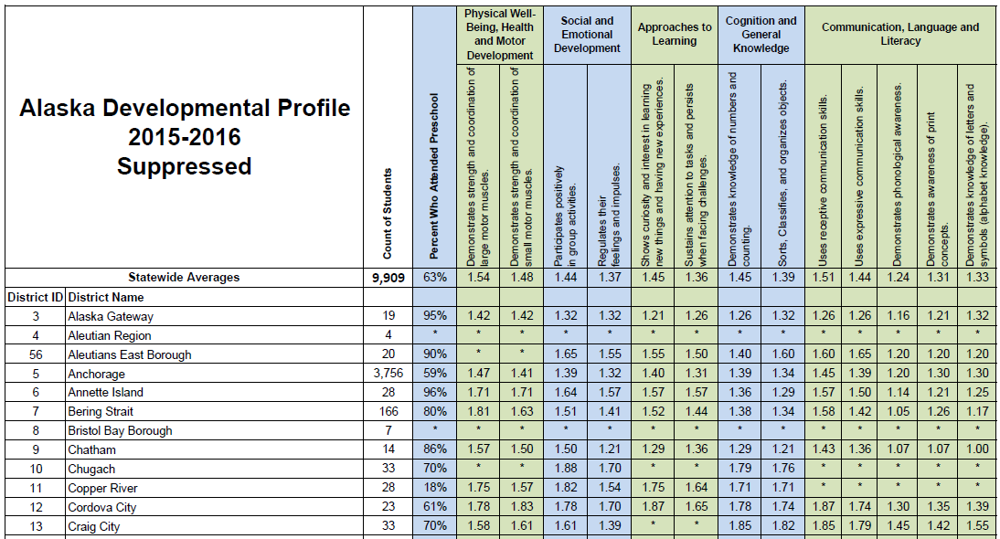 Alaska Developmental Profile
2015-2016
Suppressed
Count of Students
Percent Who Attended Preschool
Physical Well-
Being, Health
and Motor
Development
Social and
Emotional
Development
Approaches to
Learning
Cognition and
General
Knowledge
Communication, Language and
Literacy
Demonstrates strength and coordination of
large motor muscles.
Demonstrates strength and coordination of
small motor muscles.
Participates positively
in group activities.
Regulates their
feelings and impulses.
Shows curiosity and interest in learning
new things and having new experiences.
Sustains attention to tasks and persists
when facing challenges.
Demonstrates knowledge of numbers and
counting.
Sorts, Classifies, and organizes objects.
Uses receptive communication skills.
Uses expressive communication skills.
Demonstrates phonological awareness.
Demonstrates awareness of print
concepts.
Demonstrates knowledge of letters and
symbols (alphabet knowledge).
Statewide Averages 9,909 63% 1.54 1.48 1.44 1.37 1.45 1.36 1.45 1.39 1.51 1.44 1.24 1.31 1.33
District ID District Name
3 Alaska Gateway 19 95% 1.42 1.42 1.32 1.32 1.21 1.26 1.26 1.32 1.26 1.26 1.16 1.21 1.32
4 Aleutian Region 4 * * * * * * * * * * * * * *
56 Aleutians East Borough 20 90% * * 1.65 1.55 1.55 1.50 1.40 1.60 1.60 1.65 1.20 1.20 1.20
5 Anchorage 3,756 59% 1.47 1.41 1.39 1.32 1.40 1.31 1.39 1.34 1.45 1.39 1.20 1.30 1.30
6 Annette Island 28 96% 1.71 1.71 1.64 1.57 1.57 1.57 1.36 1.29 1.57 1.50 1.14 1.21 1.25
7 Bering Strait 166 80% 1.81 1.63 1.51 1.41 1.52 1.44 1.38 1.34 1.58 1.42 1.05 1.26 1.17
8 Bristol Bay Borough 7 * * * * * * * * * * * * * *
9 Chatham 14 86% 1.57 1.50 1.50 1.21 1.29 1.36 1.29 1.21 1.43 1.36 1.07 1.07 1.00
10 Chugach 33 70% * * 1.88 1.70 * * 1.79 1.76 * * * * *
11 Copper River 28 18% 1.75 1.57 1.82 1.54 1.75 1.64 1.71 1.71 * * * * *
12 Cordova City 23 61% 1.78 1.83 1.78 1.70 1.87 1.65 1.78 1.74 1.87 1.74 1.30 1.35 1.39
13 Craig City 33 70% 1.58 1.61 1.61 1.39 * * 1.85 1.82 1.85 1.79 1.45 1.42 1.55